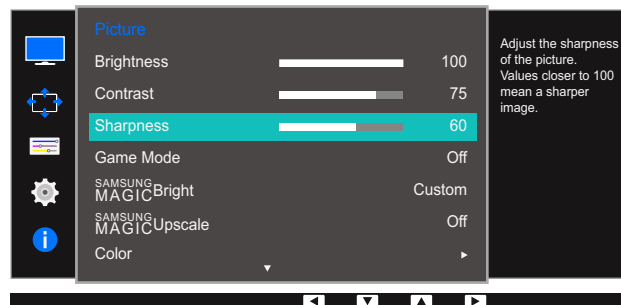 Picture
Brightness 100
Contrast 75
Sharpness 60
Game Mode Off
SAMSUNG MAGICBright Custom
SAMSUNG MAGICUpscale Off
Color
Adjust the sharpness
of the picture.
Values closer to 100
mean a sharper
image.